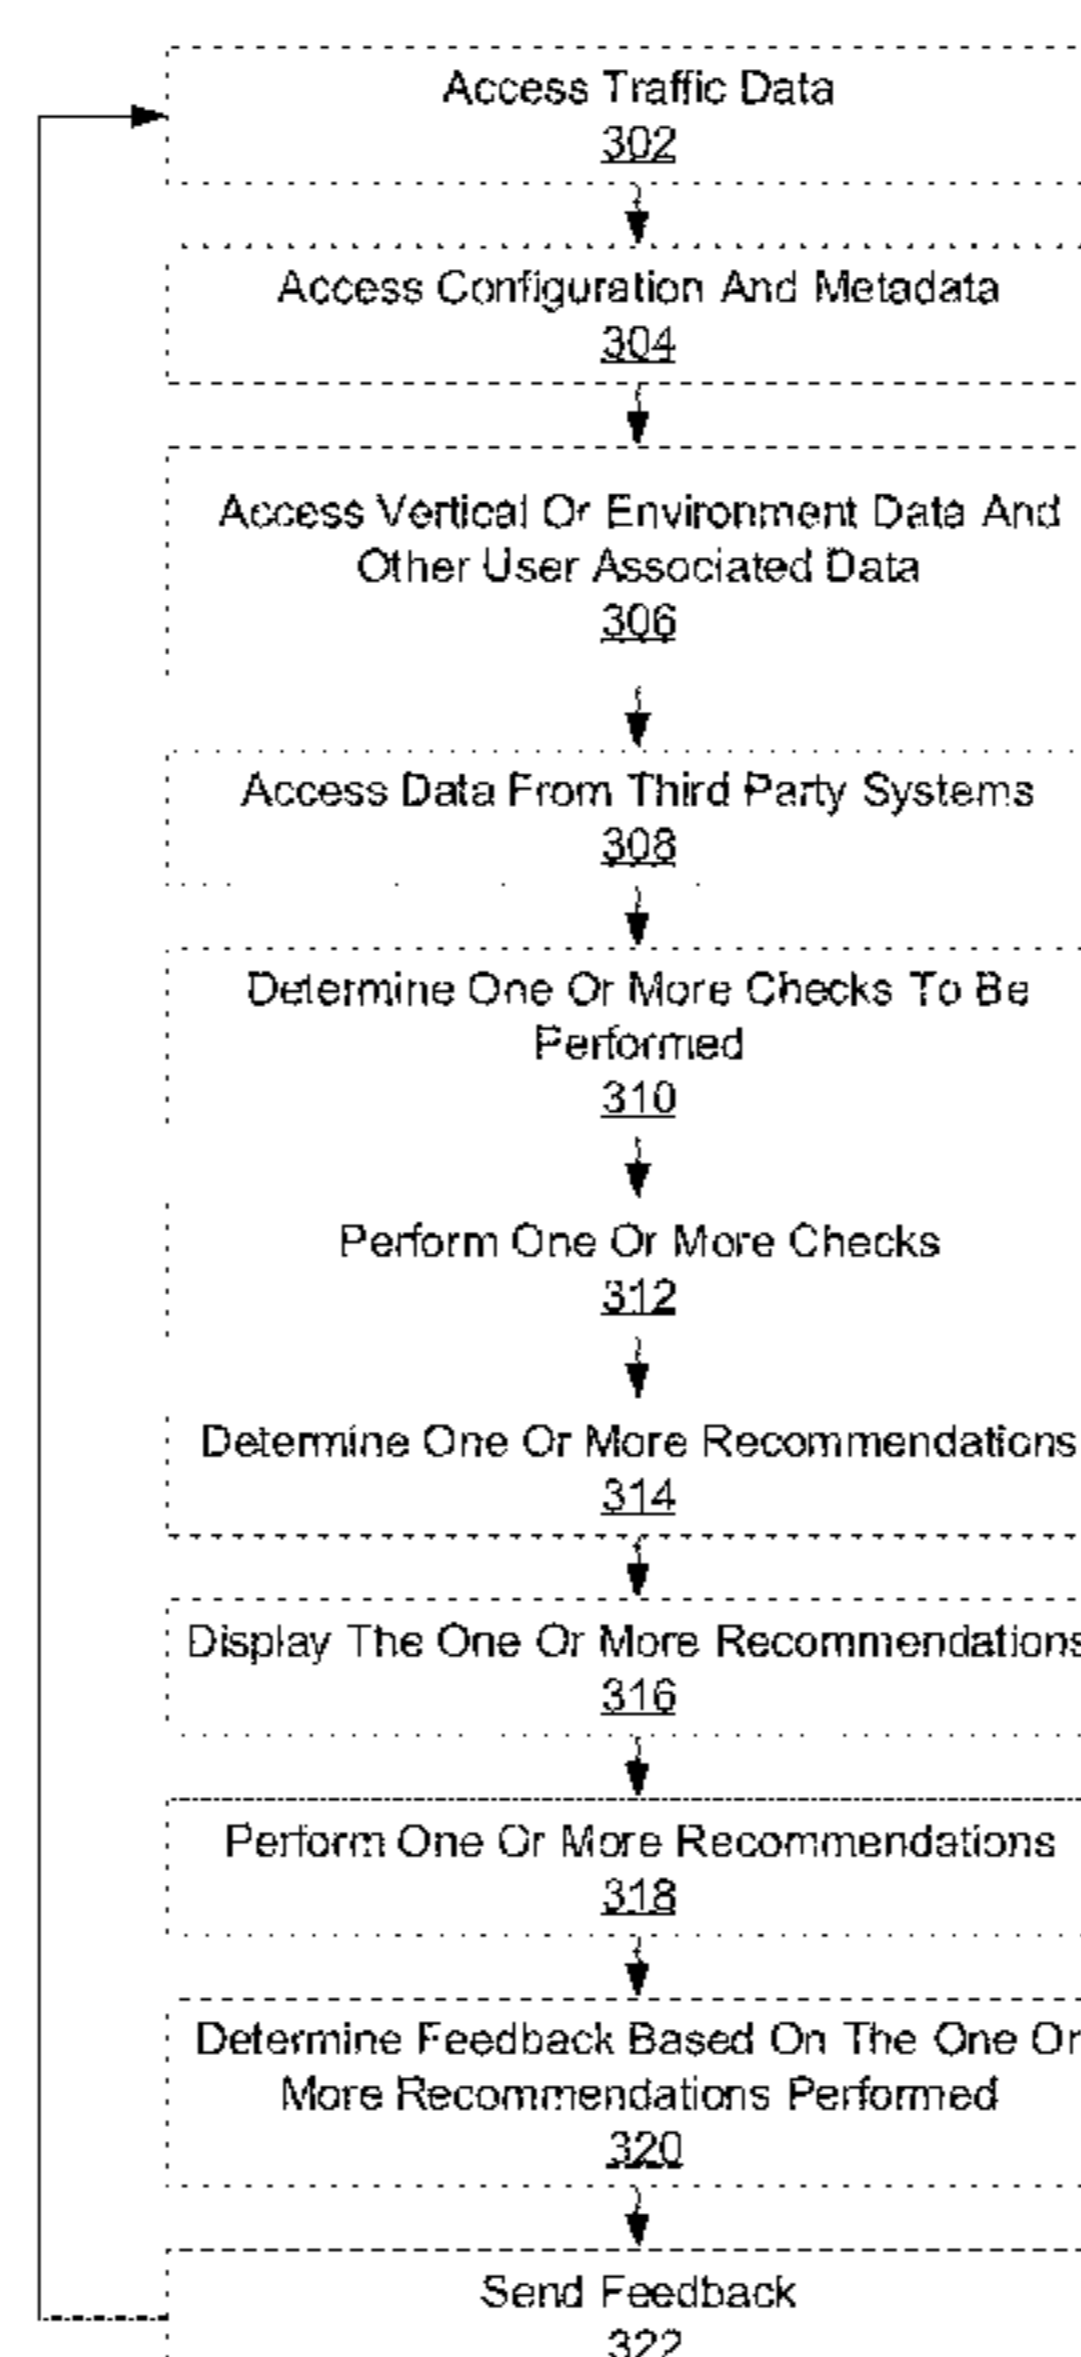 Access Traffic Data
302
Access Configuration And Metadata
304
Access Vertical Or Environment Data And
Other User Associated Data
306
Access Data From Third Party Systems
308
Determine One Or More Checks To Be
Performed
310
Perform One Or More Checks
312
Determine One Or More Recommendations
314
Display The One Or More Recommendations
316
Perform One Or More Recommendations
318
Determine Feedback Based On The One Or
More Recommendations Performed
320
Send Feedback
322